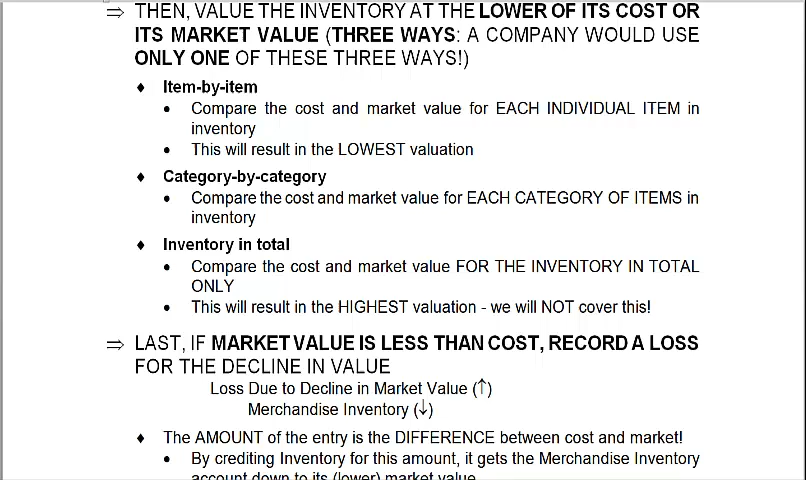 ⇒ THEN, VALUE THE INVENTORY AT THE LOWER OF ITS COST OR
ITS MARKET VALUE (THREE WAYS: A COMPANY WOULD USE
ONLY ONE OF THESE THREE WAYS!)
♦ Item-by-item
• Compare the cost and market value for EACH INDIVIDUAL ITEM in
inventory
• This will result in the LOWEST valuation
♦ Category-by-category
• Compare the cost and market value for EACH CATEGORY OF ITEMS in
inventory
♦ Inventory in total
• Compare the cost and market value FOR THE INVENTORY IN TOTAL
ONLY
• This will result in the HIGHEST valuation - we will NOT cover this!
⇒ LAST, IF MARKET VALUE IS LESS THAN COST, RECORD A LOSS
FOR THE DECLINE IN VALUE
Loss Due to Decline in Market Value (↑)
Merchandise Inventory (↓)
♦ The AMOUNT of the entry is the DIFFERENCE between cost and market!
• By crediting Inventory for this amount, it gets the Merchandise Inventory
account down to its (lower) market value